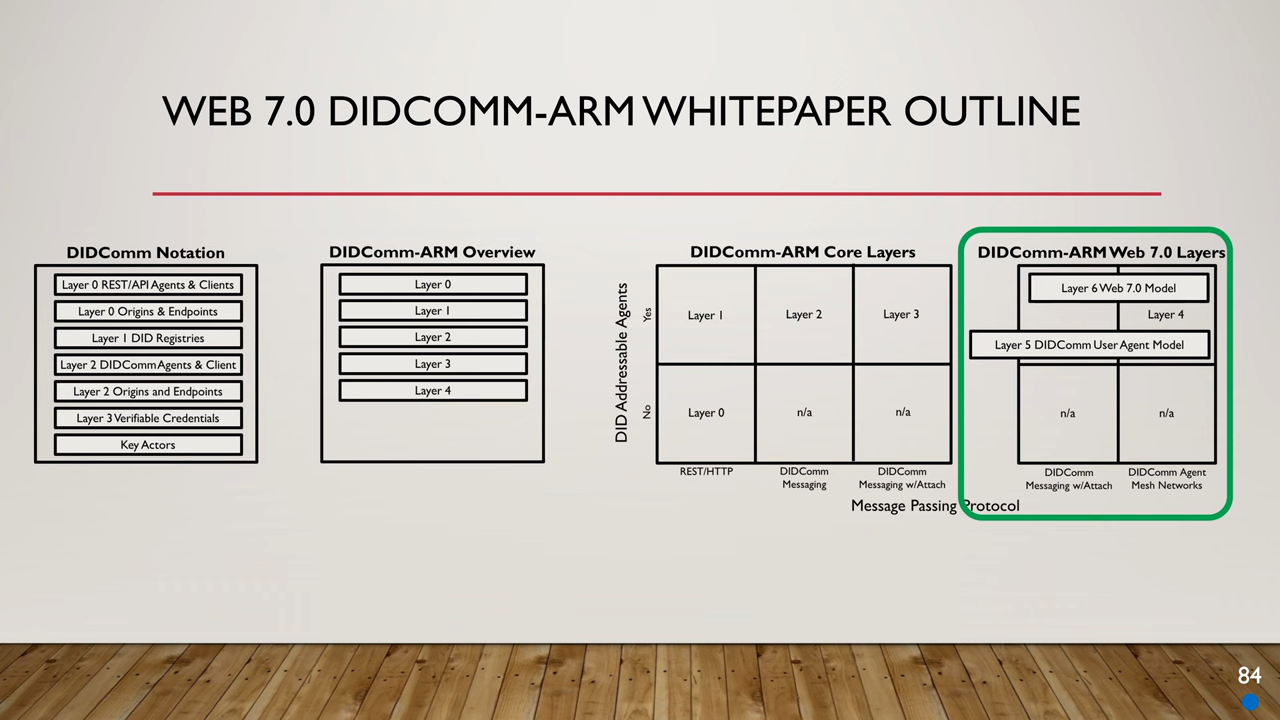 WEB 7.0 DIDCOMM-ARM WHITEPAPER OUTLINE
DIDComm Notation
Layer 0 REST/API Agents & Clients
Layer 0 Origins & Endpoints
Layer 1 DID Registries
Layer 2 DIDComm Agents & Client
Layer 2 Origins and Endpoints
Layer 3 Verifiable Credentials
Key Actors
DIDComm-ARM Overview
Layer 0
Layer 1
Layer 2
Layer 3
Layer 4
DIDComm-ARM Core Layers
DID Addressable Agents
Yes
No
Layer 1
Layer 2
Layer 3
Layer 0
n/a
n/a
REST/HTTP
DIDComm
Messaging
DIDComm
Messaging w/Attach
DIDComm-ARM Web 7.0 Layers
Layer 6 Web 7.0 Model
Layer 4
Layer 5 DIDComm User Agent Model
n/a
n/a
DIDComm
Messaging w/Attach
DIDComm Agent
Mesh Networks
Message Passing Protocol
84